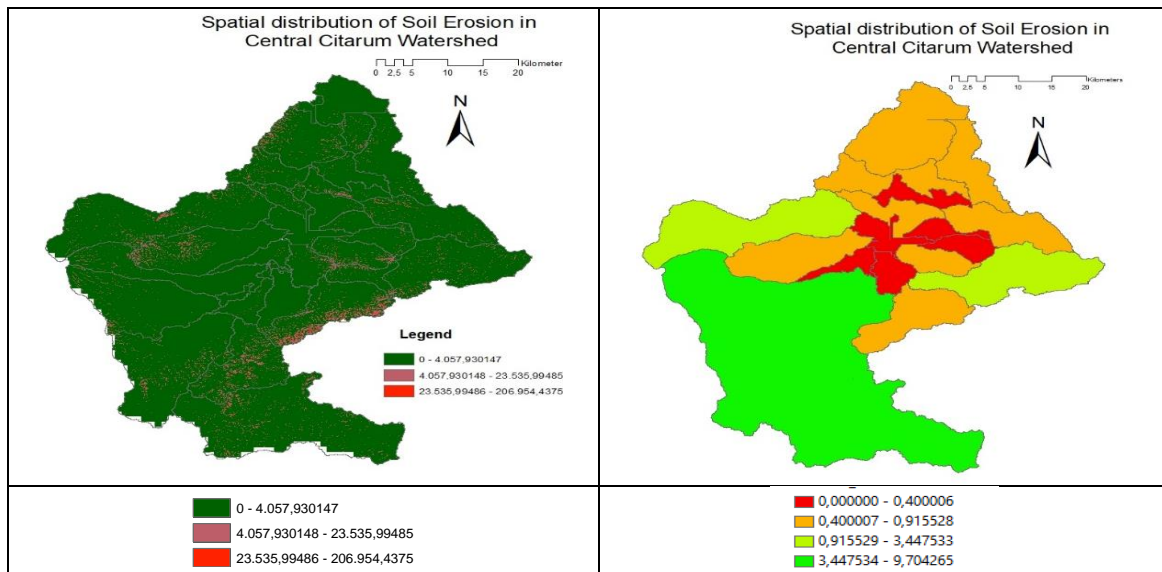 Spatial distribution of Soil Erosion in
Central Citarum Watershed
Kilometer
0 2,5 5 10 15 20
N
Legend
0 - 4.057,930147
4.057,930148 - 23.535,99485
23.535,99486 - 206.954,4375
0 - 4.057,930147
4.057,930148 - 23.535,99485
23.535,99486 - 206.954,4375
Spatial distribution of Soil Erosion in
Central Citarum Watershed
Kilometers
0 2,5 5 10 15 20
N
0,000000 - 0,400006
0,400007 - 0,915528
0,915529 - 3,447533
3,447534 - 9,704265